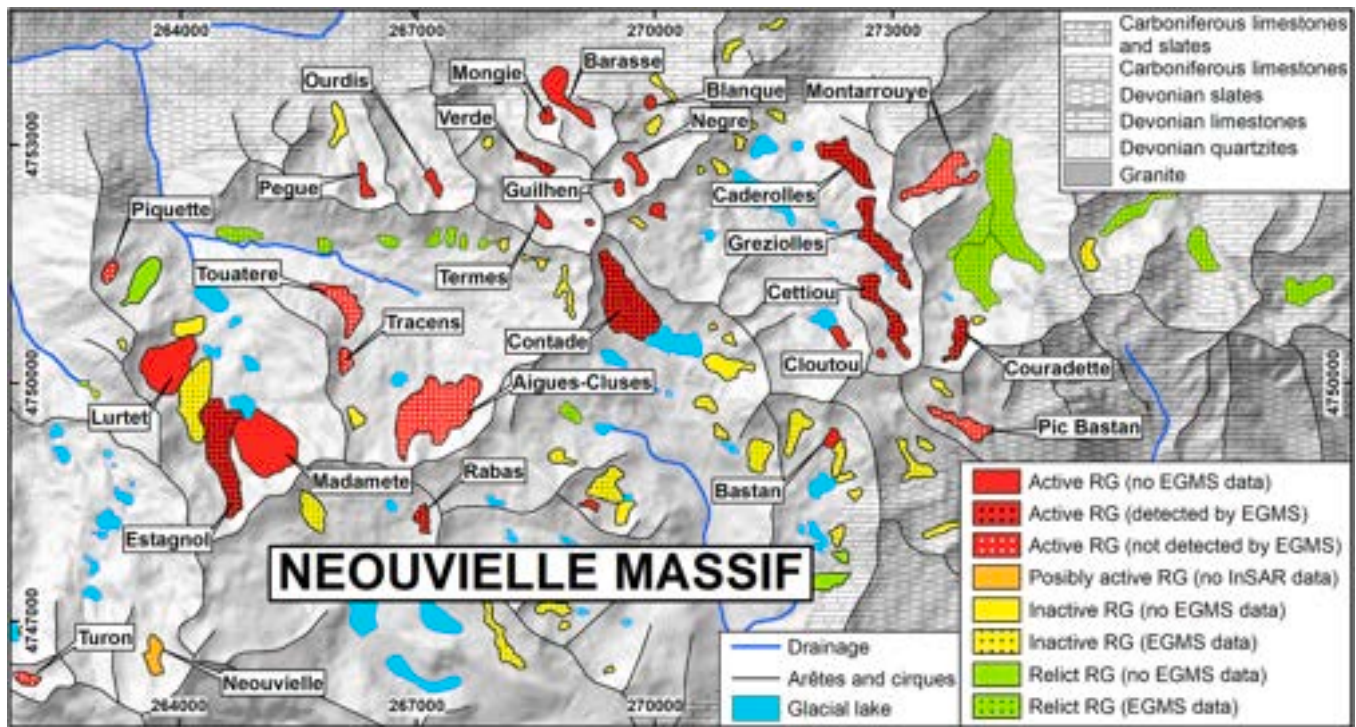 264000
267000
270000
273000
Carboniferous limestones
and slates
Carboniferous limestones
Devonian slates
Devonian limestones
Devonian quartzites
Granite
Ourdis
Mongie
Barasse
Blanque
Montarrouye
Verde
Negre
4753000
Pegue
Guilhen
Caderolles
Piquette
Greziolles
Touatere
Termes
Cettiou
Tracens
Contade
Cloutou
Couradette
4750000
4750000
Aigues-Cluses
Lurtet
Pic Bastan
Madamete
Rabas
Bastan
Estagnol
NEOUVIELLE MASSIF
Active RG (no EGMS data)
Active RG (detected by EGMS)
Active RG (not detected by EGMS)
Posibly active RG (no InSAR data)
Inactive RG (no EGMS data)
Inactive RG (EGMS data)
Relict RG (no EGMS data)
Relict RG (EGMS data)
4747000
Turon
Neouvielle
Drainage
Arêtes and cirques
Glacial lake
264000
267000
270000